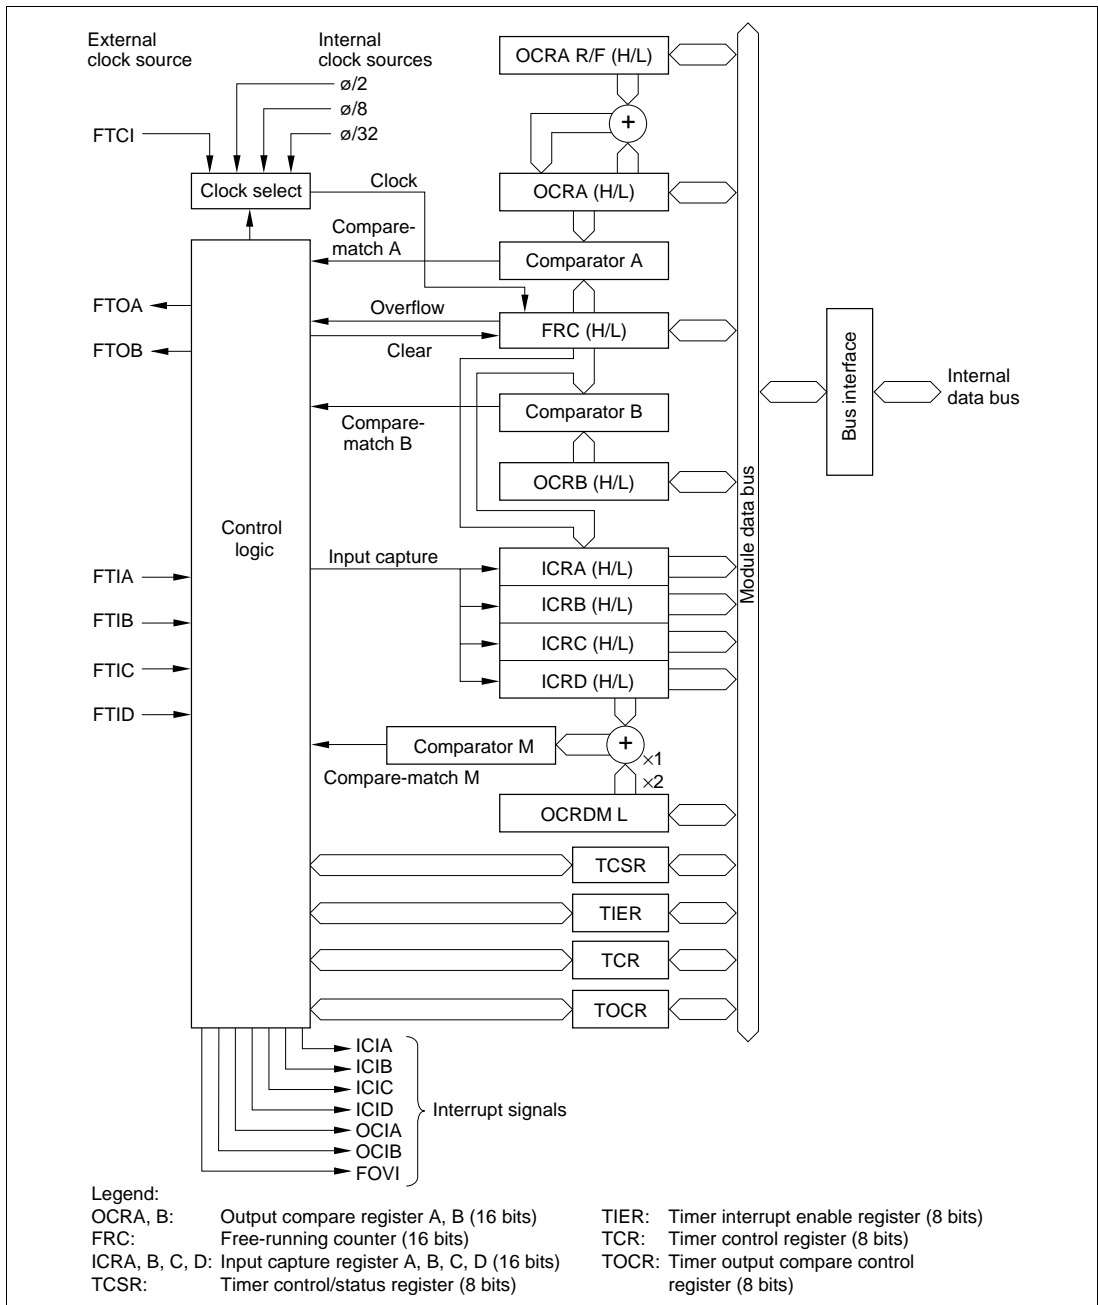 External
clock source
Internal
clock sources
ø/2
ø/8
ø/32
FTCI
Clock select
Clock
OCRA R/F (H/L)
+
OCRA (H/L)
Compare-
match A
Comparator A
FTOA
FTOB
Overflow
FRC (H/L)
Clear
Compare-
match B
Comparator B
OCRB (H/L)
Control
logic
Input capture
FTIA
FTIB
FTIC
FTID
ICRA (H/L)
ICRB (H/L)
ICRC (H/L)
ICRD (H/L)
+
×1
×2
Comparator M
Compare-match M
OCRDM L
TCSR
TIER
TCR
TOCR
Module data bus
Bus interface
Internal
data bus
ICIA
ICIB
ICIC
ICID
OCIA
OCIB
FOVI
Interrupt signals
Legend:
OCRA, B: Output compare register A, B (16 bits)
FRC: Free-running counter (16 bits)
ICRA, B, C, D: Input capture register A, B, C, D (16 bits)
TCSR: Timer control/status register (8 bits)
TIER: Timer interrupt enable register (8 bits)
TCR: Timer control register (8 bits)
TOCR: Timer output compare control
register (8 bits)